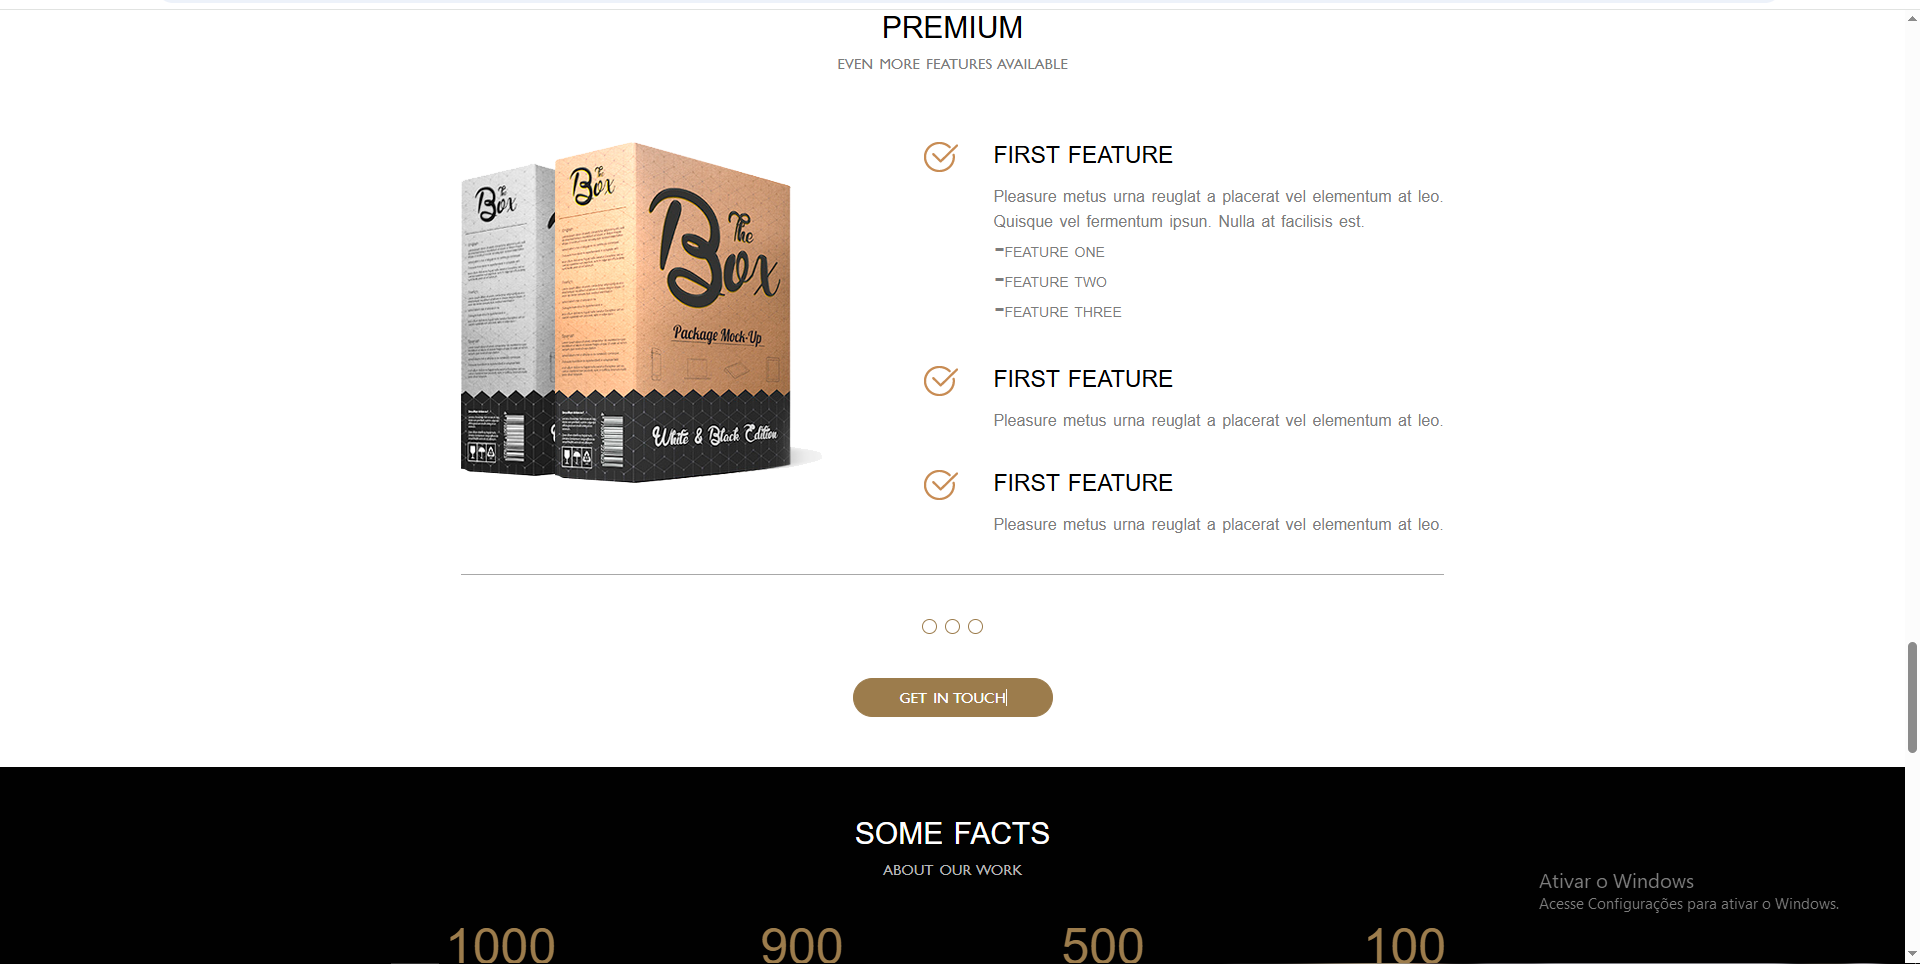 PREMIUM
EVEN MORE FEATURES AVAILABLE
The
Box
The
Box
The
Box
Package Mock-Up
White & Black Edition
FIRST FEATURE
Pleasure metus urna reuglat a placerat vel elementum at leo.
Quisque vel fermentum ipsun. Nulla at facilisis est.
-FEATURE ONE
-FEATURE TWO
-FEATURE THREE
FIRST FEATURE
Pleasure metus urna reuglat a placerat vel elementum at leo.
FIRST FEATURE
Pleasure metus urna reuglat a placerat vel elementum at leo.
GET IN TOUCH
SOME FACTS
ABOUT OUR WORK
1000 900 500 100
Ativar o Windows
Acesse Configurações para ativar o Windows.